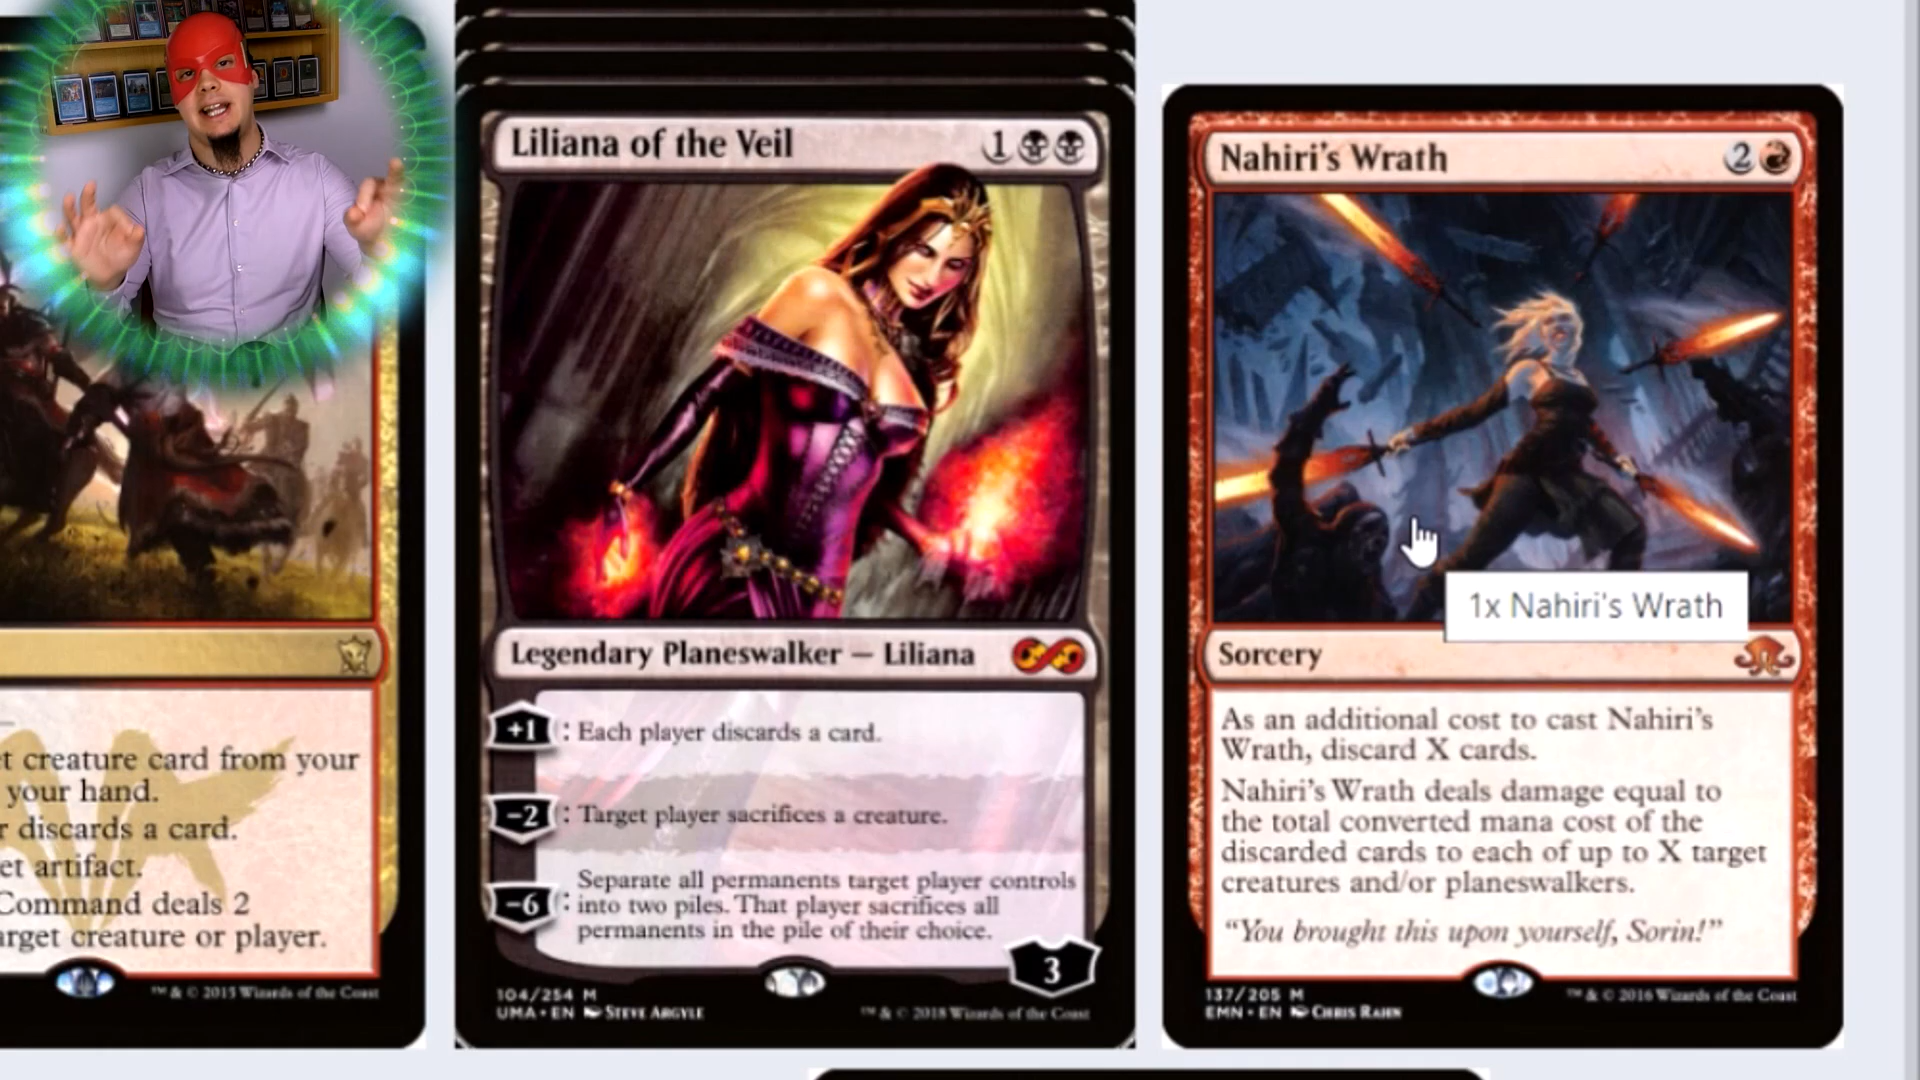 Liliana of the Veil 1
Nahiri's Wrath 2
1x Nahiri's Wrath
Legendary Planeswalker — Liliana
Sorcery
creature card from your
your hand.
discards a card.
artifact.
Command deals 2
creature or player.
™ & © 2015 Wizards of the Coast
+1 : Each player discards a card.
−2 : Target player sacrifices a creature.
−6 : Separate all permanents target player controls
into two piles. That player sacrifices all
permanents in the pile of their choice.
3
104/254 M
UMA • EN STEVE ARGYLE
™ & © 2018 Wizards of the Coast
As an additional cost to cast Nahiri's
Wrath, discard X cards.
Nahiri's Wrath deals damage equal to
the total converted mana cost of the
discarded cards to each of up to X target
creatures and/or planeswalkers.
“You brought this upon yourself, Sorin!”
137/205 M
EMN • EN CHRIS RAHN
™ & © 2016 Wizards of the Coast